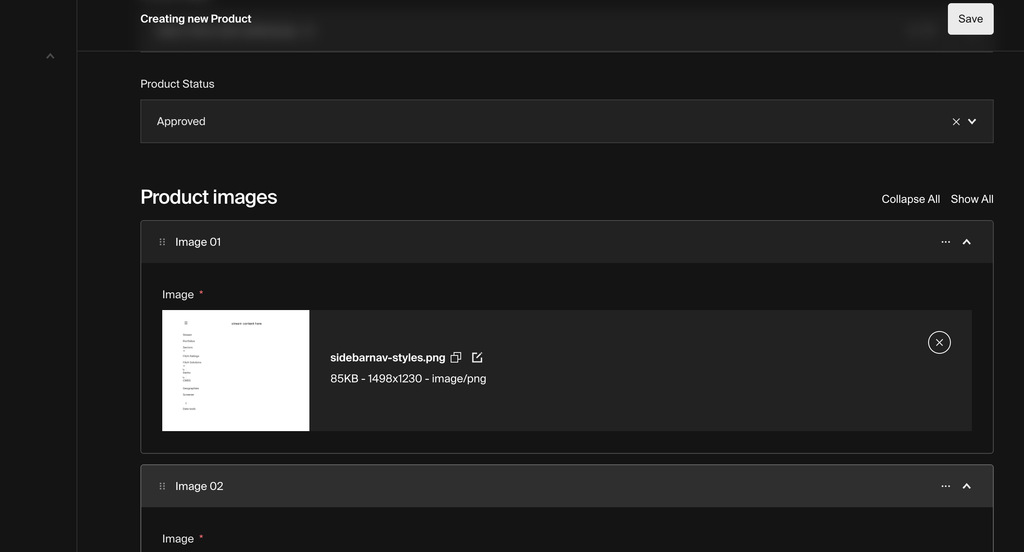 Creating new Product
Save
Product Status
Approved
Product images
Collapse All Show All
Image 01
Image *
sidebarnav-styles.png
85KB - 1498x1230 - image/png
Image 02
Image *